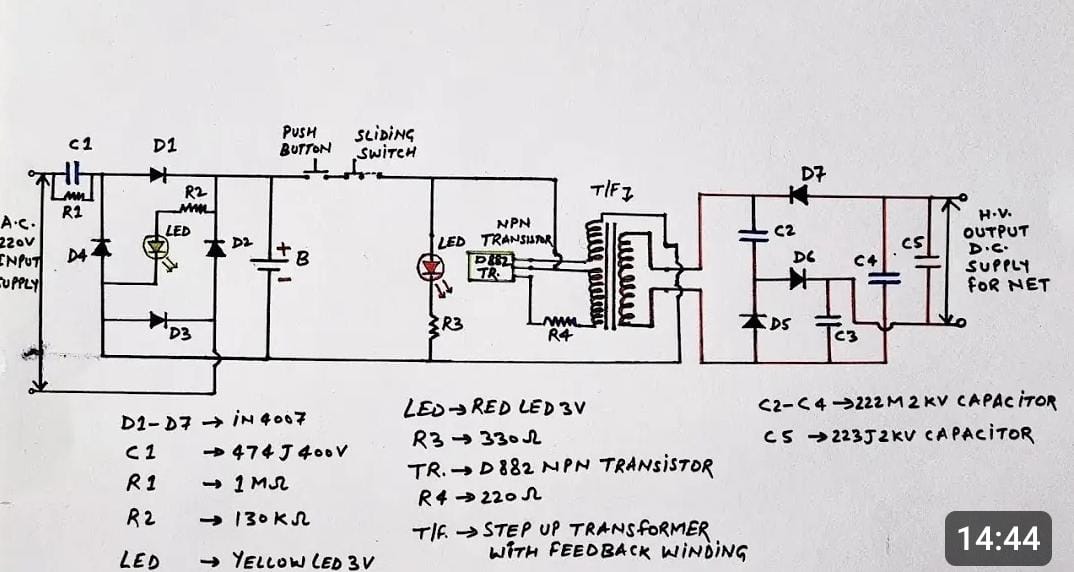 C1
D1
PUSH
BUTTON
SLIDING
SWITCH
R1
R2
A.C.
220V
INPUT
SUPPLY
D4
LED
D2
+
B
-
D3
LED
NPN
TRANSISTOR
D882
TR.
R3
R4
T/F
D7
C2
D6
C4
C5
D5
C3
H.V.
OUTPUT
D.C.
SUPPLY
FOR NET
D1-D7 → IN 4007
C1 → 474J 400V
R1 → 1MΩ
R2 → 130KΩ
LED → YELLOW LED 3V
LED → RED LED 3V
R3 → 330Ω
TR. → D882 NPN TRANSISTOR
R4 → 220Ω
T/F. → STEP UP TRANSFORMER
WITH FEEDBACK WINDING
C2-C4 → 222M 2KV CAPACITOR
C5 → 223J2KV CAPACITOR
14:44